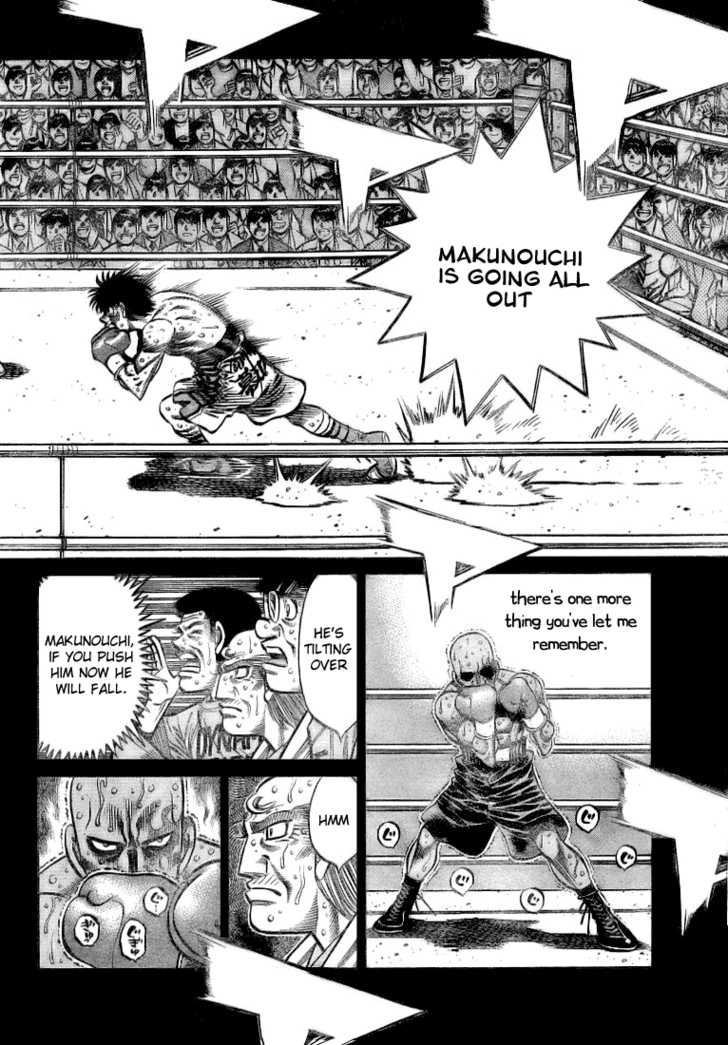 MAKUNOUCHI
IS GOING ALL
OUT
there's one more
thing you've let me
remember.
HE'S
TILTING
OVER
MAKUNOUCHI,
IF YOU PUSH
HIM NOW HE
WILL FALL.
HMM